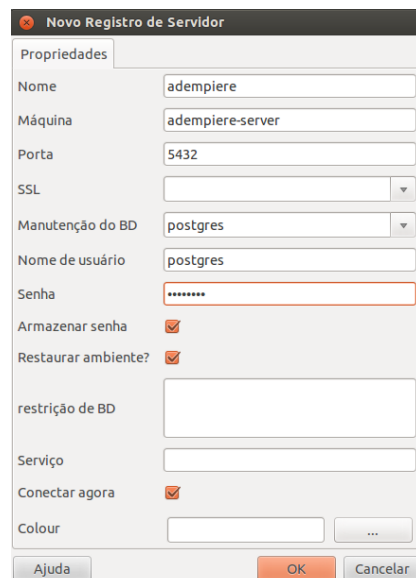 Novo Registro de Servidor
Propriedades
Nome adempiere
Máquina adempiere-server
Porta 5432
SSL
Manutenção do BD postgres
Nome de usuário postgres
Senha ••••••••
Armazenar senha
Restaurar ambiente?
restrição de BD
Serviço
Conectar agora
Colour ...
Ajuda OK Cancelar